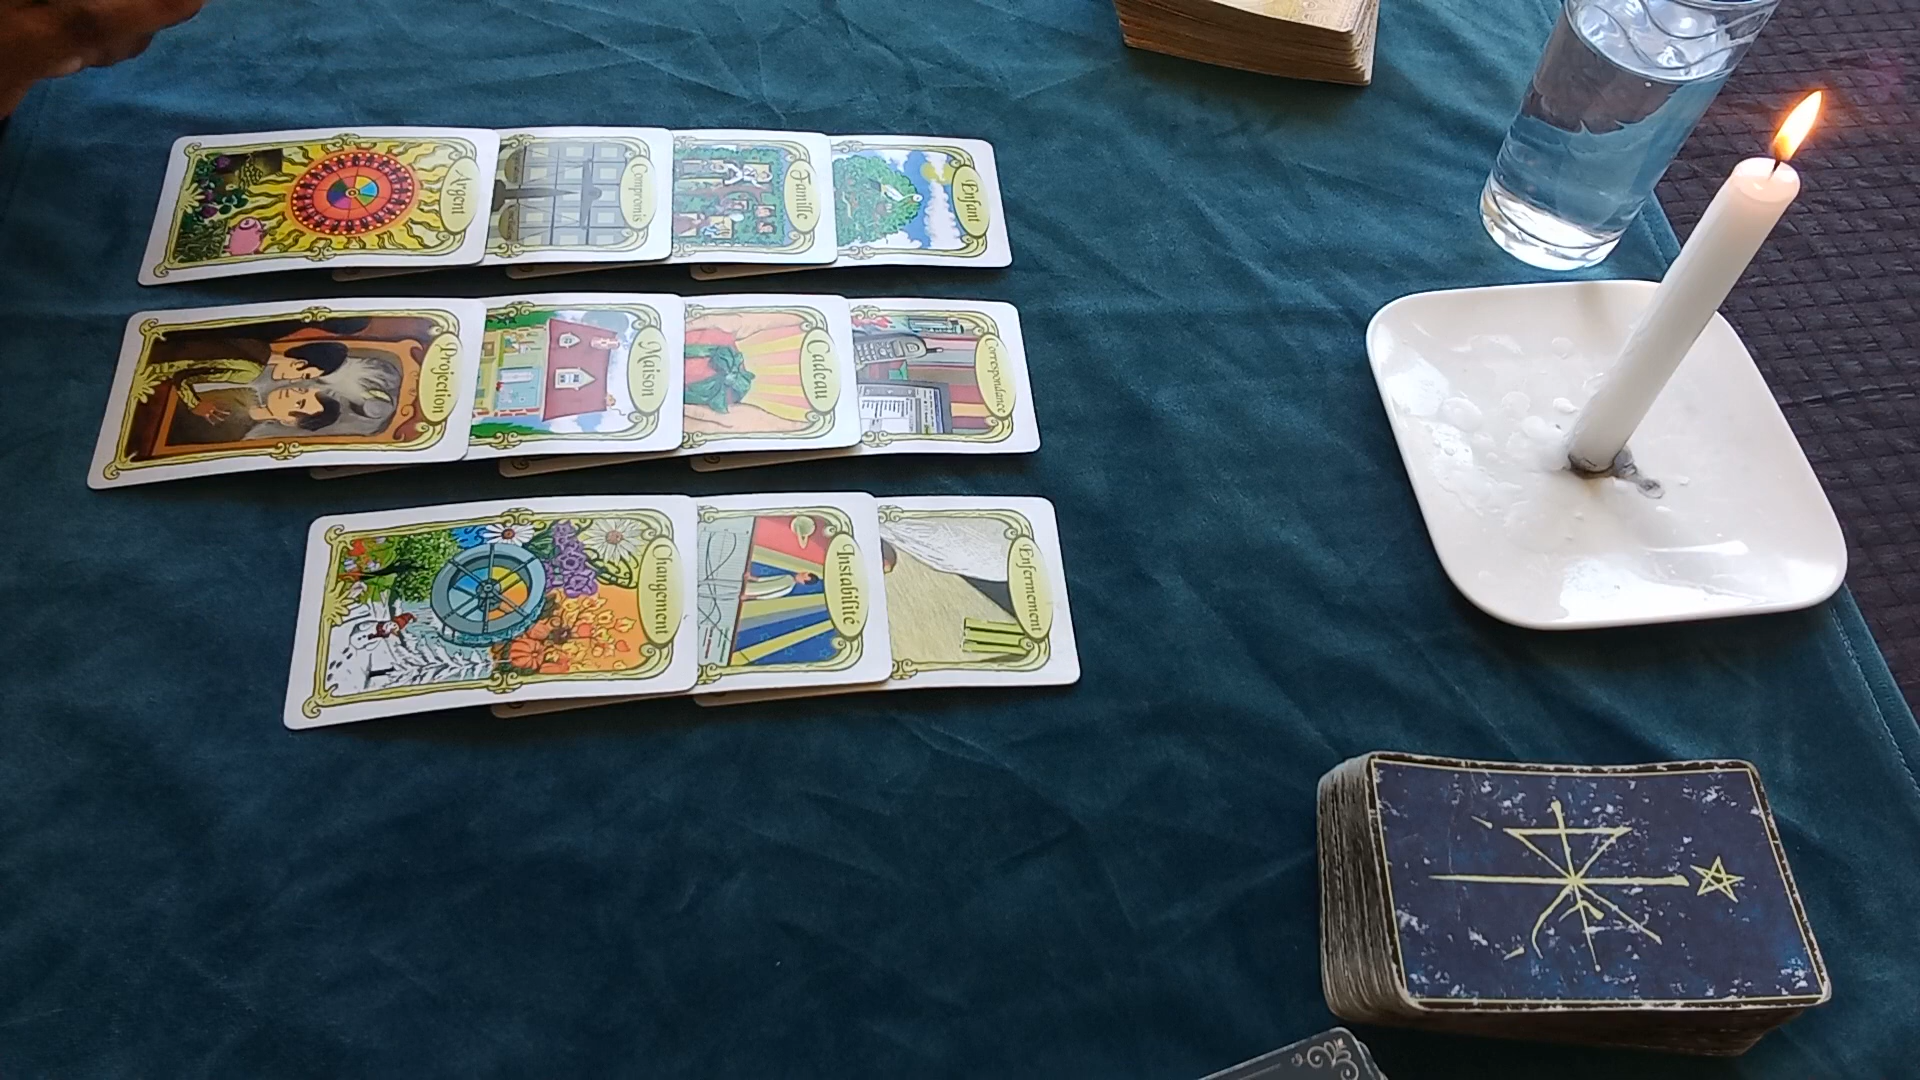 Argent
Compromis
Famille
Enfant
Projection
Maison
Cadeau
Correspondance
Changement
Instabilité
Enfermement